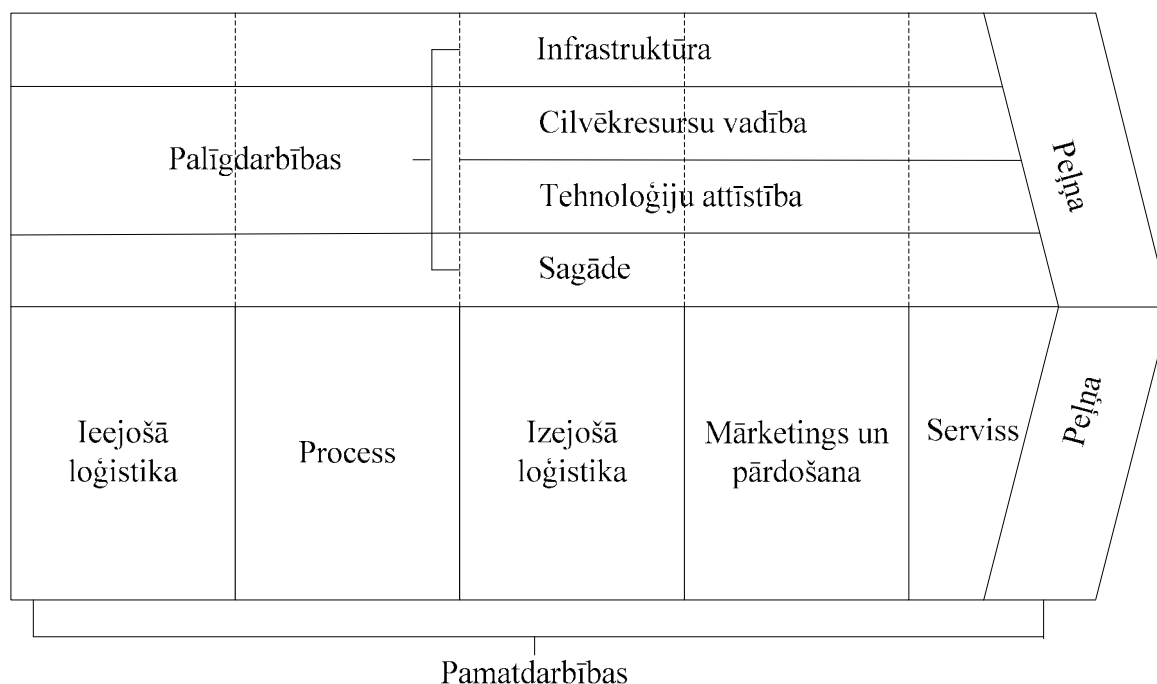 Infrastruktūra
Cilvēkresursu vadība
Palīgdarbības
Tehnoloģiju attīstība
Sagāde
Peļņa
Ieejošā
loģistika
Process
Izejošā
loģistika
Mārketings un
pārdošana
Serviss
Peļņa
Pamatdarbības